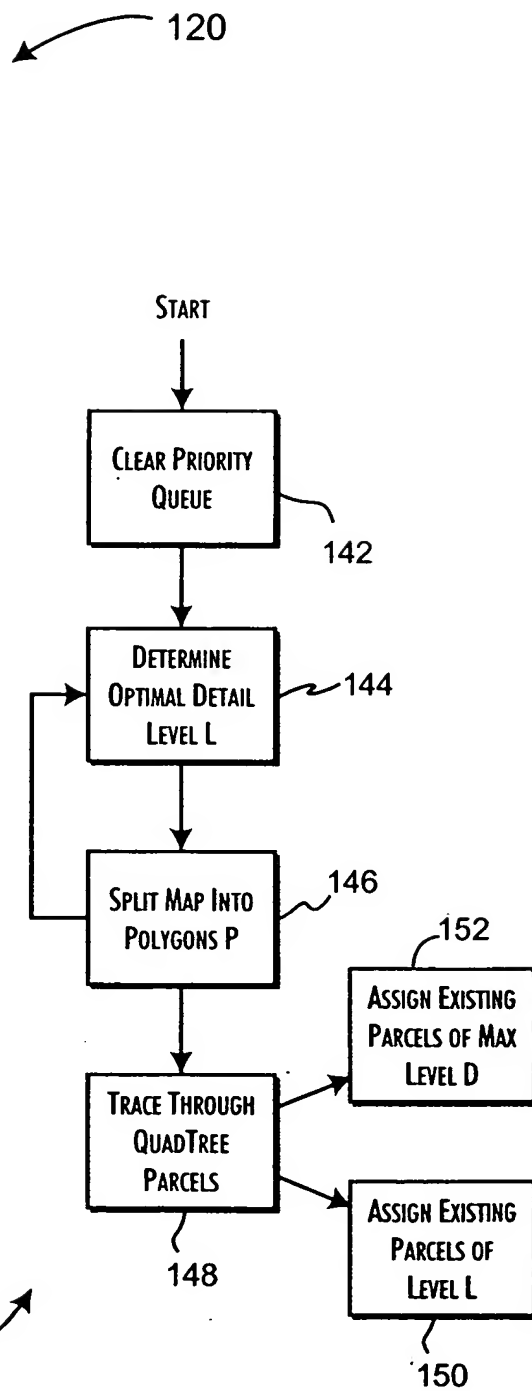 120
START
CLEAR PRIORITY
QUEUE
142
DETERMINE
OPTIMAL DETAIL
LEVEL L
144
SPLIT MAP INTO
POLYGONS P
146
152
ASSIGN EXISTING
PARCELS OF MAX
LEVEL D
TRACE THROUGH
QUADTREE
PARCELS
148
ASSIGN EXISTING
PARCELS OF
LEVEL L
150